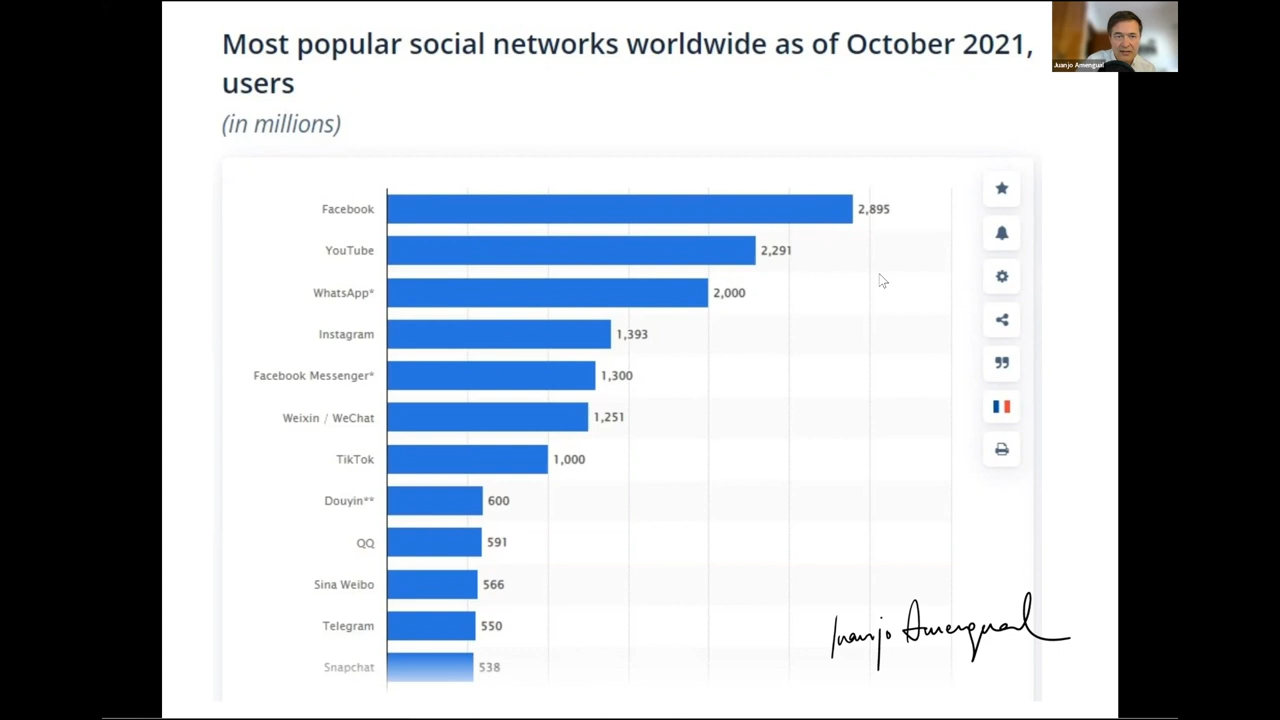 Most popular social networks worldwide as of October 2021,
users
(in millions)
Juanjo Amengual
Facebook 2,895
YouTube 2,291
WhatsApp* 2,000
Instagram 1,393
Facebook Messenger* 1,300
Weixin / WeChat 1,251
TikTok 1,000
Douyin** 600
QQ 591
Sina Weibo 566
Telegram 550
Snapchat 538
Juanjo Amengual